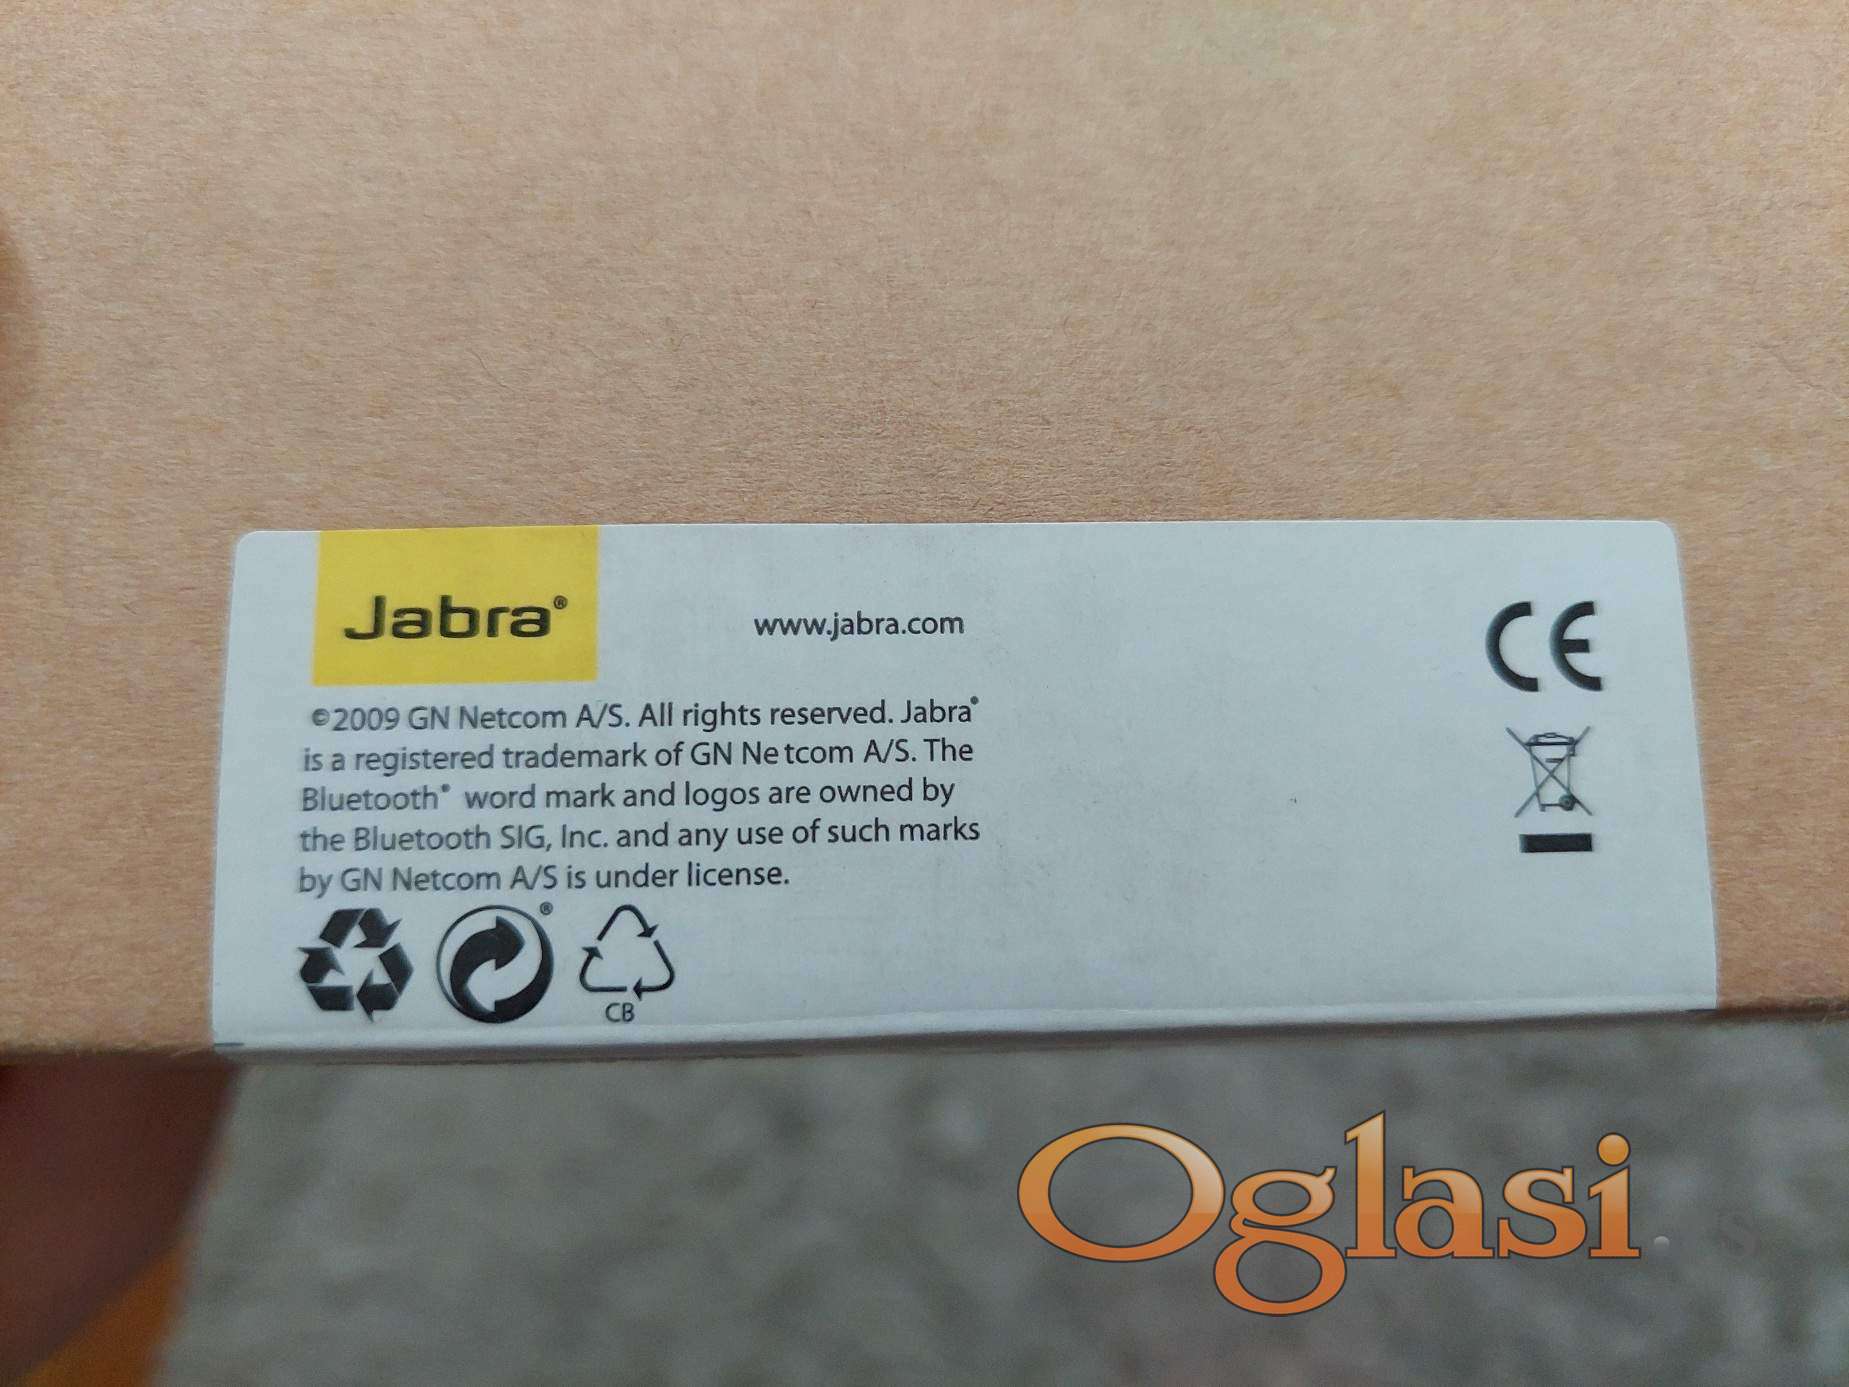 Jabra®
www.jabra.com
CE
©2009 GN Netcom A/S. All rights reserved. Jabra®
is a registered trademark of GN Netcom A/S. The
Bluetooth® word mark and logos are owned by
the Bluetooth SIG, Inc. and any use of such marks
by GN Netcom A/S is under license.
®
CB
Oglasi